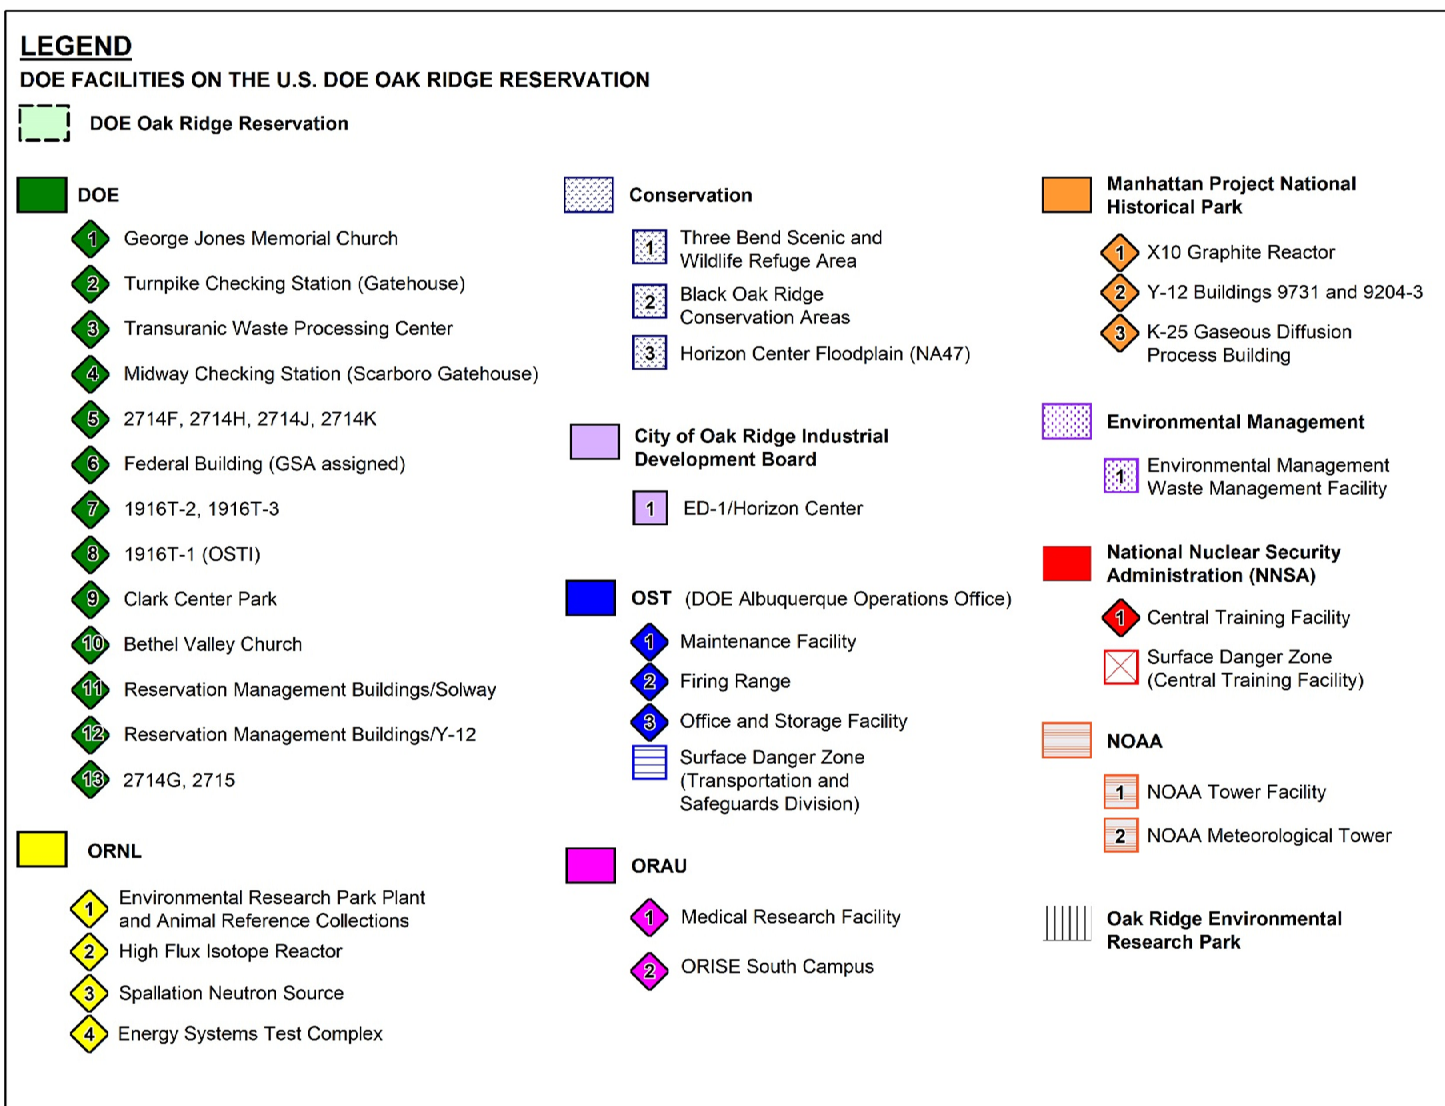 LEGEND
DOE FACILITIES ON THE U.S. DOE OAK RIDGE RESERVATION
DOE Oak Ridge Reservation
DOE
1 George Jones Memorial Church
2 Turnpike Checking Station (Gatehouse)
3 Transuranic Waste Processing Center
4 Midway Checking Station (Scarboro Gatehouse)
5 2714F, 2714H, 2714J, 2714K
6 Federal Building (GSA assigned)
7 1916T-2, 1916T-3
8 1916T-1 (OSTI)
9 Clark Center Park
10 Bethel Valley Church
11 Reservation Management Buildings/Solway
12 Reservation Management Buildings/Y-12
13 2714G, 2715
ORNL
1 Environmental Research Park Plant
and Animal Reference Collections
2 High Flux Isotope Reactor
3 Spallation Neutron Source
4 Energy Systems Test Complex
Conservation
1 Three Bend Scenic and
Wildlife Refuge Area
2 Black Oak Ridge
Conservation Areas
3 Horizon Center Floodplain (NA47)
City of Oak Ridge Industrial
Development Board
1 ED-1/Horizon Center
OST (DOE Albuquerque Operations Office)
1 Maintenance Facility
2 Firing Range
3 Office and Storage Facility
Surface Danger Zone
(Transportation and
Safeguards Division)
ORAU
1 Medical Research Facility
2 ORISE South Campus
Manhattan Project National
Historical Park
1 X10 Graphite Reactor
2 Y-12 Buildings 9731 and 9204-3
3 K-25 Gaseous Diffusion
Process Building
Environmental Management
1 Environmental Management
Waste Management Facility
National Nuclear Security
Administration (NNSA)
1 Central Training Facility
Surface Danger Zone
(Central Training Facility)
NOAA
1 NOAA Tower Facility
2 NOAA Meteorological Tower
Oak Ridge Environmental
Research Park